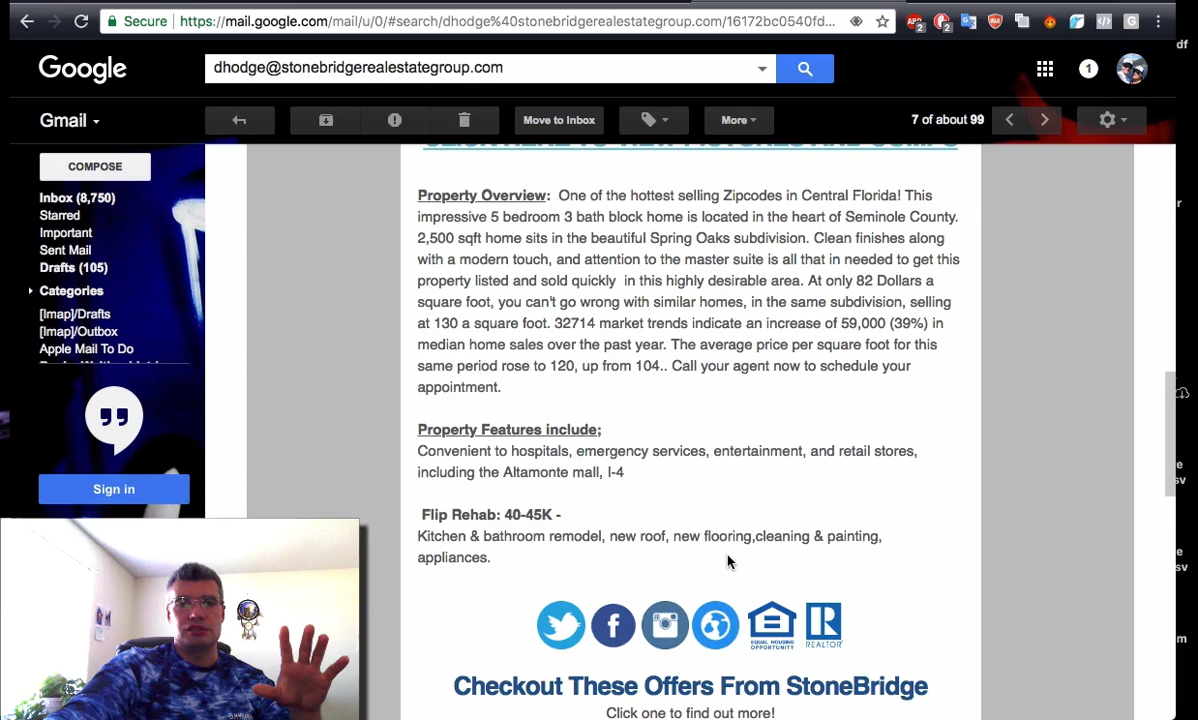 Secure
https://mail.google.com/mail/u/0/#search/dhodge%40stonebridgerealestategroup.com/16172bc0540fd...
2
2
G
df
Google
dhodge@stonebridgerealestategroup.com
1
Gmail
Move to Inbox
More
7 of about 99
COMPOSE
Inbox (8,750)
Starred
Important
Sent Mail
Drafts (105)
Categories
[Imap]/Drafts
[Imap]/Outbox
Apple Mail To Do
Sign in
Property Overview: One of the hottest selling Zipcodes in Central Florida! This
impressive 5 bedroom 3 bath block home is located in the heart of Seminole County.
2,500 sqft home sits in the beautiful Spring Oaks subdivision. Clean finishes along
with a modern touch, and attention to the master suite is all that in needed to get this
property listed and sold quickly in this highly desirable area. At only 82 Dollars a
square foot, you can't go wrong with similar homes, in the same subdivision, selling
at 130 a square foot. 32714 market trends indicate an increase of 59,000 (39%) in
median home sales over the past year. The average price per square foot for this
same period rose to 120, up from 104.. Call your agent now to schedule your
appointment.
Property Features include;
Convenient to hospitals, emergency services, entertainment, and retail stores,
including the Altamonte mall, I-4
Flip Rehab: 40-45K -
Kitchen & bathroom remodel, new roof, new flooring,cleaning & painting,
appliances.
EQUAL HOUSING
OPPORTUNITY
REALTOR
Checkout These Offers From StoneBridge
Click one to find out more!